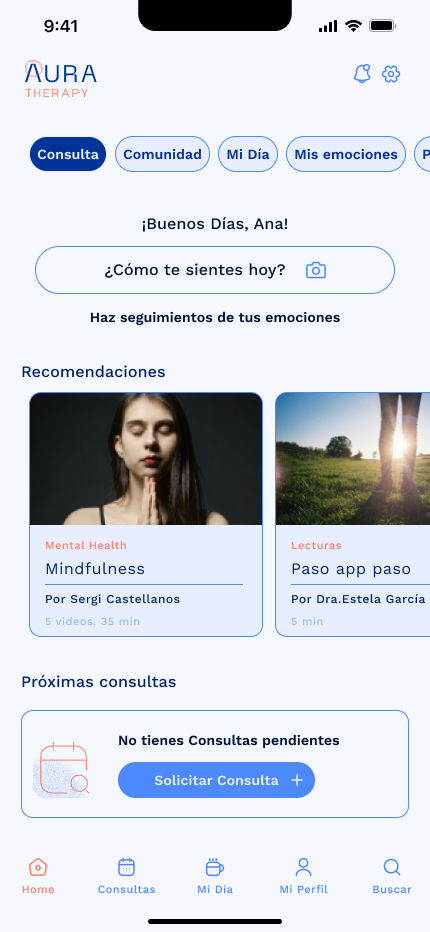 9:41
AURA
THERAPY
Consulta Comunidad Mi Día Mis emociones P
¡Buenos Días, Ana!
¿Cómo te sientes hoy?
Haz seguimientos de tus emociones
Recomendaciones
Mental Health
Mindfulness
Por Sergi Castellanos
5 videos. 35 min
Lecturas
Paso app paso
Por Dra.Estela García
5 min
Próximas consultas
No tienes Consultas pendientes
Solicitar Consulta +
Home Consultas Mi Día Mi Perfil Buscar